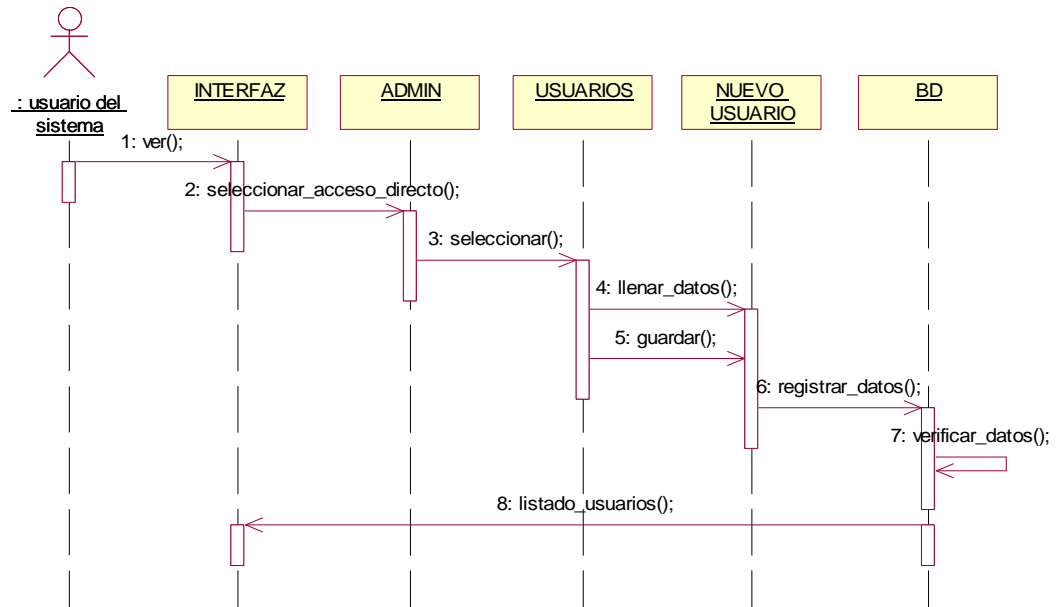 : usuario del
sistema
INTERFAZ
ADMIN
USUARIOS
NUEVO
USUARIO
BD
1: ver();
2: seleccionar_acceso_directo();
3: seleccionar();
4: llenar_datos();
5: guardar();
6: registrar_datos();
7: verificar_datos();
8: listado_usuarios();